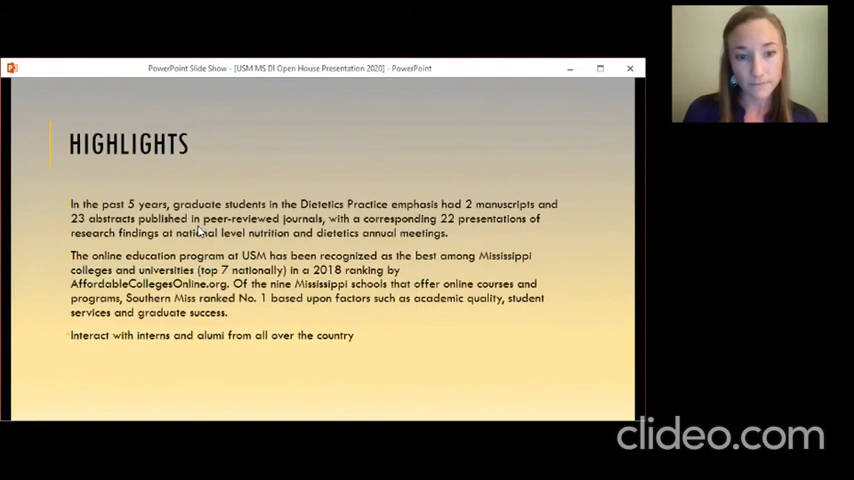 PowerPoint Slide Show - [USM MS DI Open House Presentation 2020] - PowerPoint
HIGHLIGHTS
In the past 5 years, graduate students in the Dietetics Practice emphasis had 2 manuscripts and
23 abstracts published in peer-reviewed journals, with a corresponding 22 presentations of
research findings at national level nutrition and dietetics annual meetings.
The online education program at USM has been recognized as the best among Mississippi
colleges and universities (top 7 nationally) in a 2018 ranking by
AffordableCollegesOnline.org. Of the nine Mississippi schools that offer online courses and
programs, Southern Miss ranked No. 1 based upon factors such as academic quality, student
services and graduate success.
Interact with interns and alumi from all over the country
clideo.com